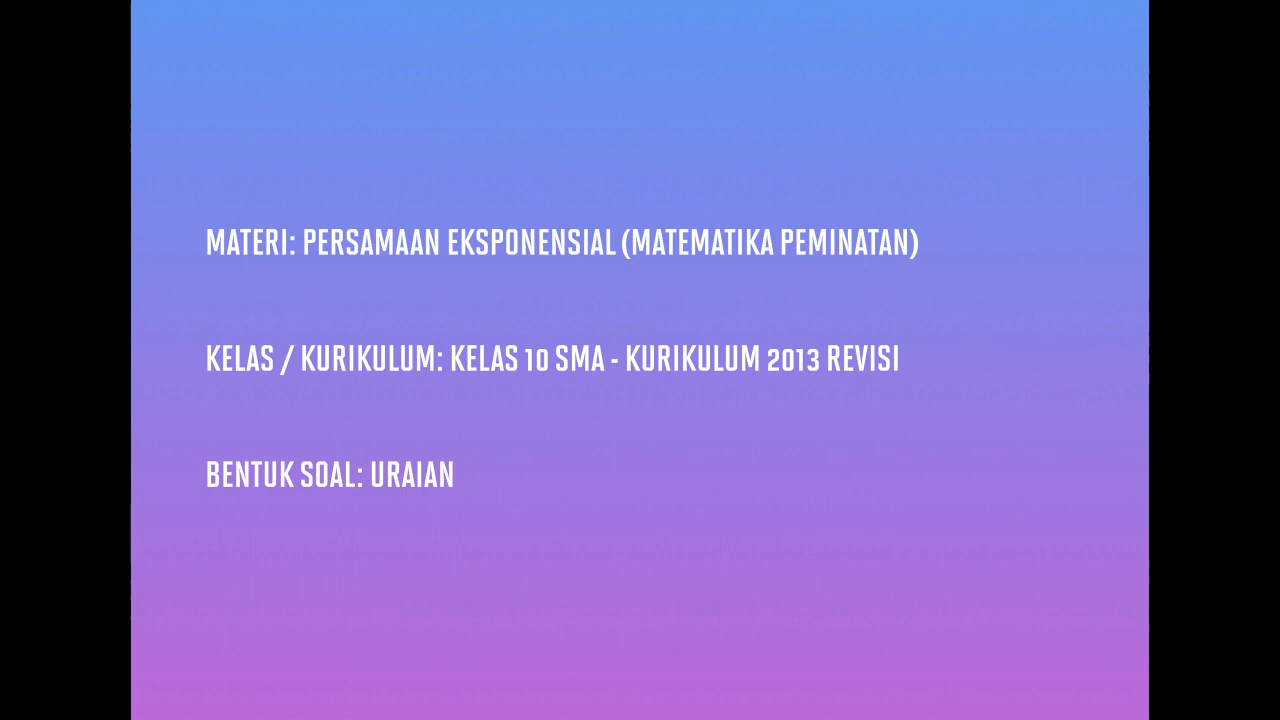 MATERI: PERSAMAAN EKSPONENSIAL (MATEMATIKA PEMINATAN)
KELAS / KURIKULUM: KELAS 10 SMA - KURIKULUM 2013 REVISI
BENTUK SOAL: URAIAN